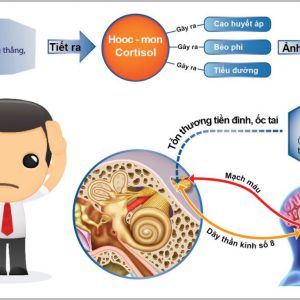 thẳng,
Tiết ra
Hooc - mon
Cortisol
Gây ra
Cao huyết áp
Gây ra
Béo phì
Gây ra
Tiểu đường
Tổn thương tiền đình, ốc tai
Mạch máu
Dây thần kinh số 8